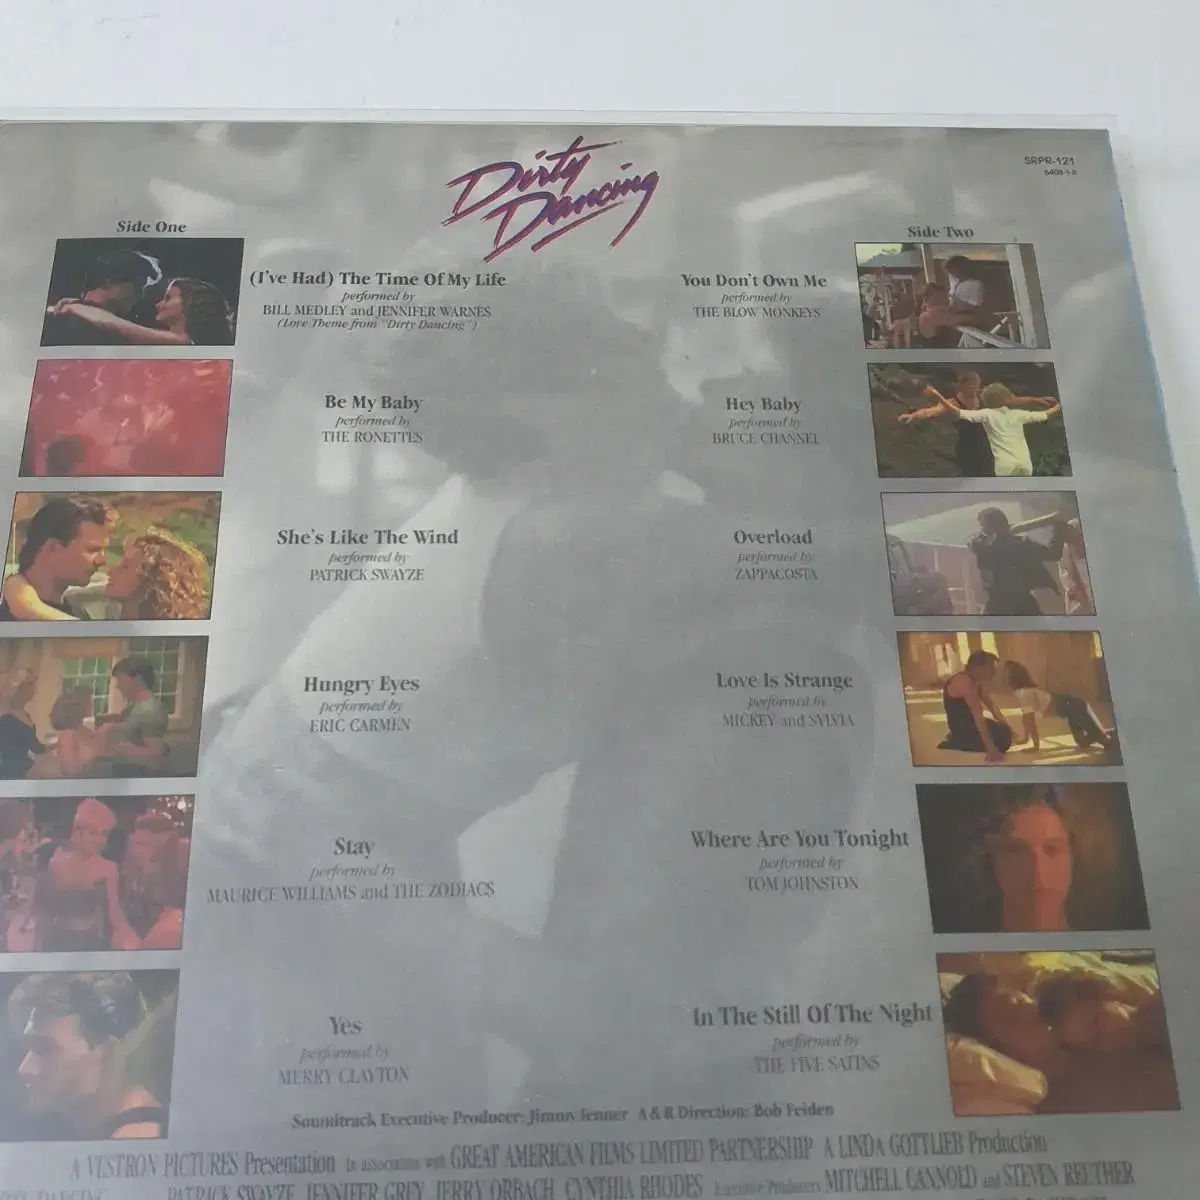 Dirty
Dancing
SRPR-121
6408-1-R
Side One
(I've Had) The Time Of My Life
performed by
BILL MEDLEY and JENNIFER WARNES
(Love Theme from "Dirty Dancing")
Be My Baby
performed by
THE RONETTES
She's Like The Wind
performed by
PATRICK SWAYZE
Hungry Eyes
performed by
ERIC CARMEN
Stay
performed by
MAURICE WILLIAMS and THE ZODIACS
Yes
performed by
MERRY CLAYTON
Side Two
You Don't Own Me
performed by
THE BLOW MONKEYS
Hey Baby
performed by
BRUCE CHANNEL
Overload
performed by
ZAPPACOSTA
Love Is Strange
performed by
MICKEY and SYLVIA
Where Are You Tonight
performed by
TOM JOHNSTON
In The Still Of The Night
performed by
THE FIVE SATINS
Soundtrack Executive Producer: Jimmy Ienner A & R Direction: Bob Feiden
A VESTRON PICTURES Presentation In association with GREAT AMERICAN FILMS LIMITED PARTNERSHIP A LINDA GOTTLIEB Production
DANCING PATRICK SWAYZE JENNIFER GREY JERRY ORBACH CYNTHIA RHODES Executive Producers MITCHELL CANNOLD and STEVEN REUTHER